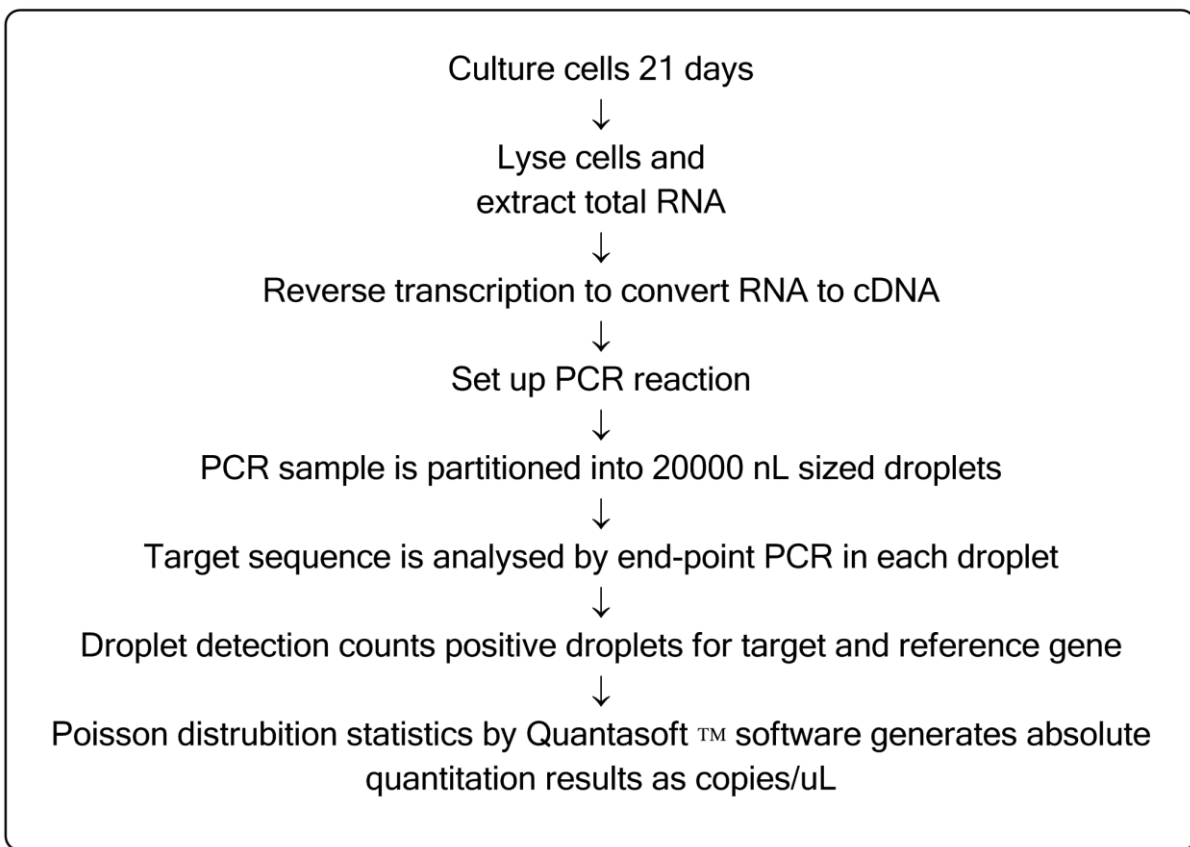 Culture cells 21 days
↓
Lyse cells and
extract total RNA
↓
Reverse transcription to convert RNA to cDNA
↓
Set up PCR reaction
↓
PCR sample is partitioned into 20000 nL sized droplets
↓
Target sequence is analysed by end-point PCR in each droplet
↓
Droplet detection counts positive droplets for target and reference gene
↓
Poisson distrubition statistics by Quantasoft ™ software generates absolute
quantitation results as copies/uL